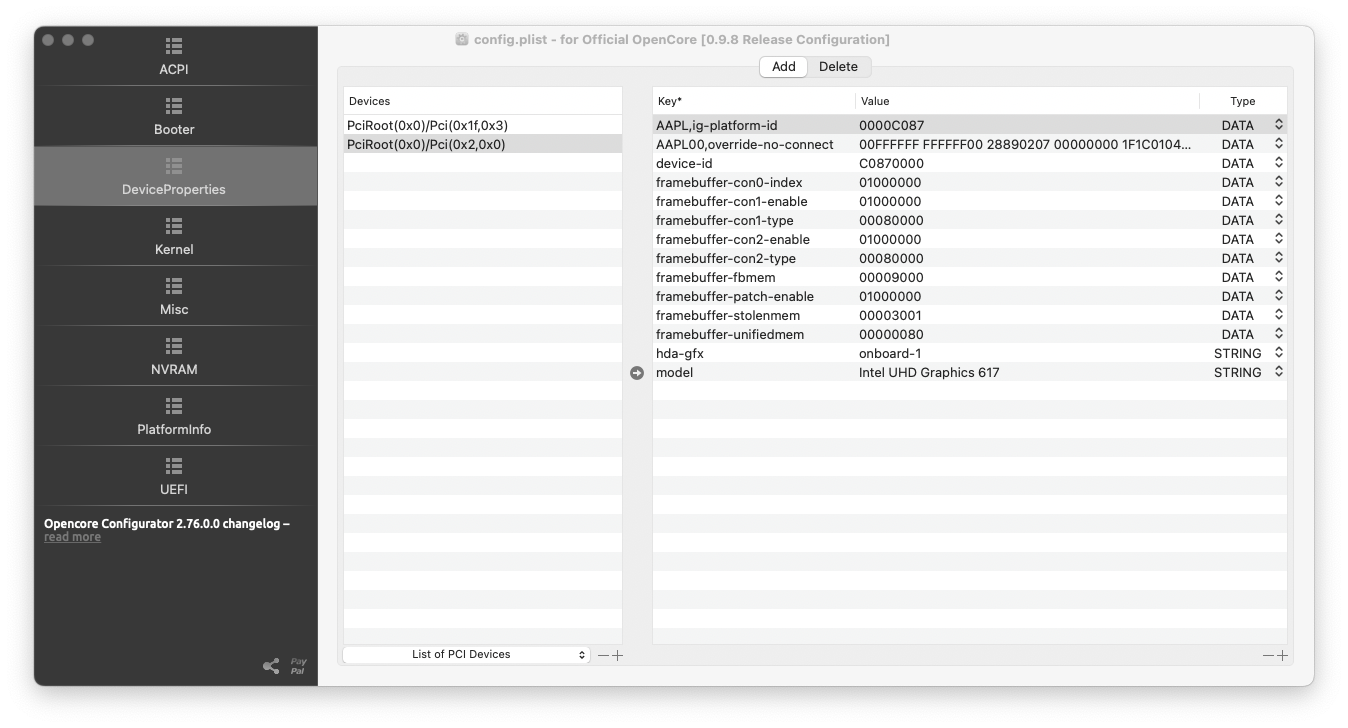 config.plist - for Official OpenCore [0.9.8 Release Configuration]
ACPI
Booter
DeviceProperties
Kernel
Misc
NVRAM
PlatformInfo
UEFI
Opencore Configurator 2.76.0.0 changelog –
read more
Pay
Pal
Add Delete
Devices
PciRoot(0x0)/Pci(0x1f,0x3)
PciRoot(0x0)/Pci(0x2,0x0)
List of PCI Devices
Key* Value Type
AAPL,ig-platform-id 0000C087 DATA
AAPL00,override-no-connect 00FFFFFF FFFFFF00 28890207 00000000 1F1C0104... DATA
device-id C0870000 DATA
framebuffer-con0-index 01000000 DATA
framebuffer-con1-enable 01000000 DATA
framebuffer-con1-type 00080000 DATA
framebuffer-con2-enable 01000000 DATA
framebuffer-con2-type 00080000 DATA
framebuffer-fbmem 00009000 DATA
framebuffer-patch-enable 01000000 DATA
framebuffer-stolenmem 00003001 DATA
framebuffer-unifiedmem 00000080 DATA
hda-gfx onboard-1 STRING
model Intel UHD Graphics 617 STRING